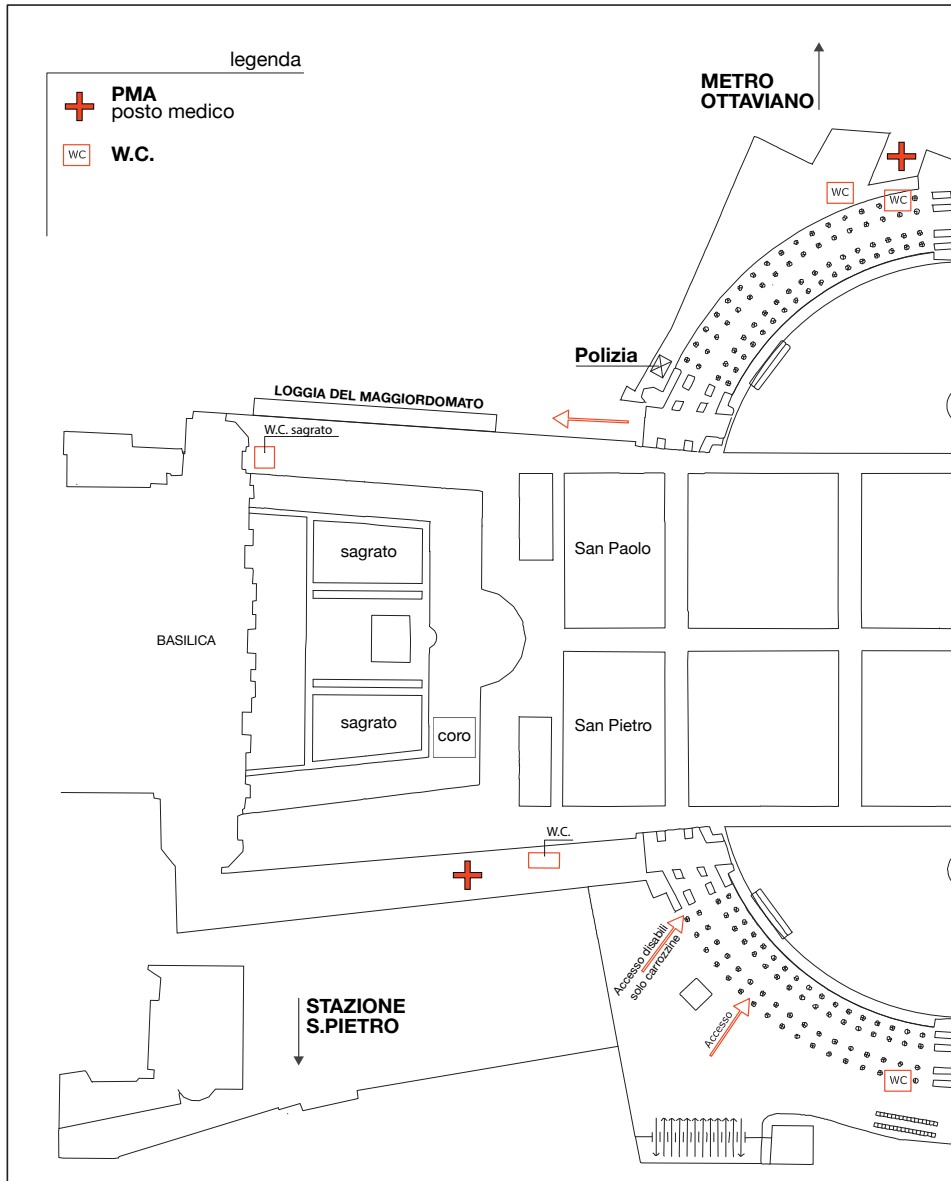 legenda
PMA
posto medico
WC
W.C.
METRO
OTTAVIANO
WC
WC
Polizia
LOGGIA DEL MAGGIORDOMATO
W.C. sagrato
sagrato
San Paolo
BASILICA
sagrato
coro
San Pietro
W.C.
Accesso disabili
solo carrozzine
Accesso
STAZIONE
S.PIETRO
WC